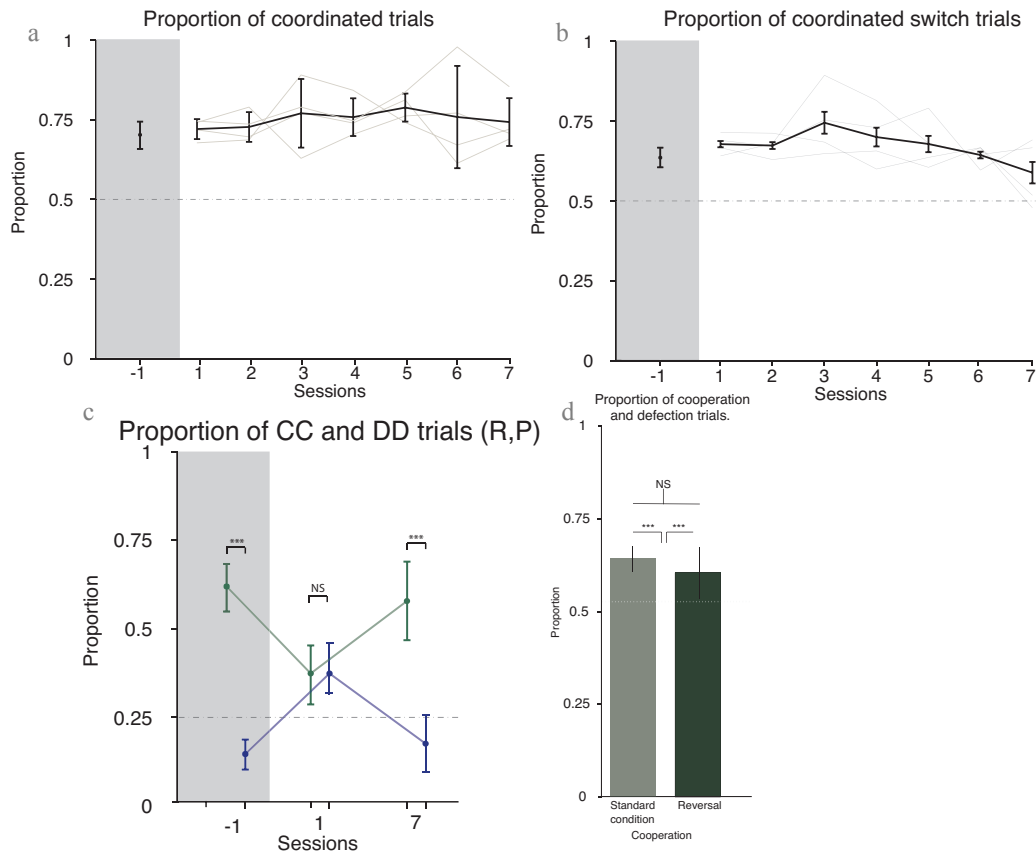 a
Proportion of coordinated trials
1
0.75
0.5
0.25
0
Proportion
-1 1 2 3 4 5 6 7
Sessions
b
Proportion of coordinated switch trials
1
0.75
0.5
0.25
0
Proportion
-1 1 2 3 4 5 6 7
Sessions
c
Proportion of CC and DD trials (R,P)
1
0.75
0.5
0.25
0
Proportion
***
NS
***
-1 1 7
Sessions
d
Proportion of cooperation
and defection trials.
1
0.75
0.5
0.25
0
Proportion
NS
*** ***
Standard
condition
Reversal
Cooperation